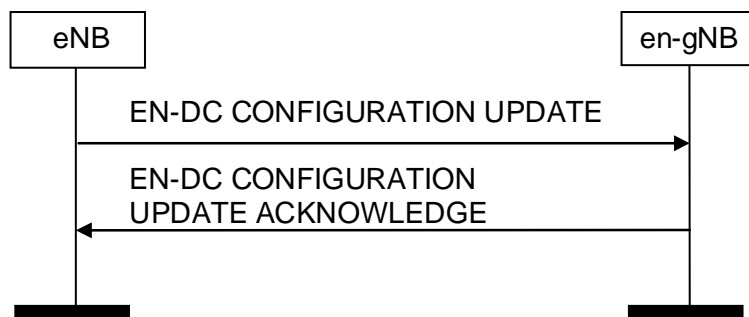 eNB
en-gNB
EN-DC CONFIGURATION UPDATE
EN-DC CONFIGURATION
UPDATE ACKNOWLEDGE